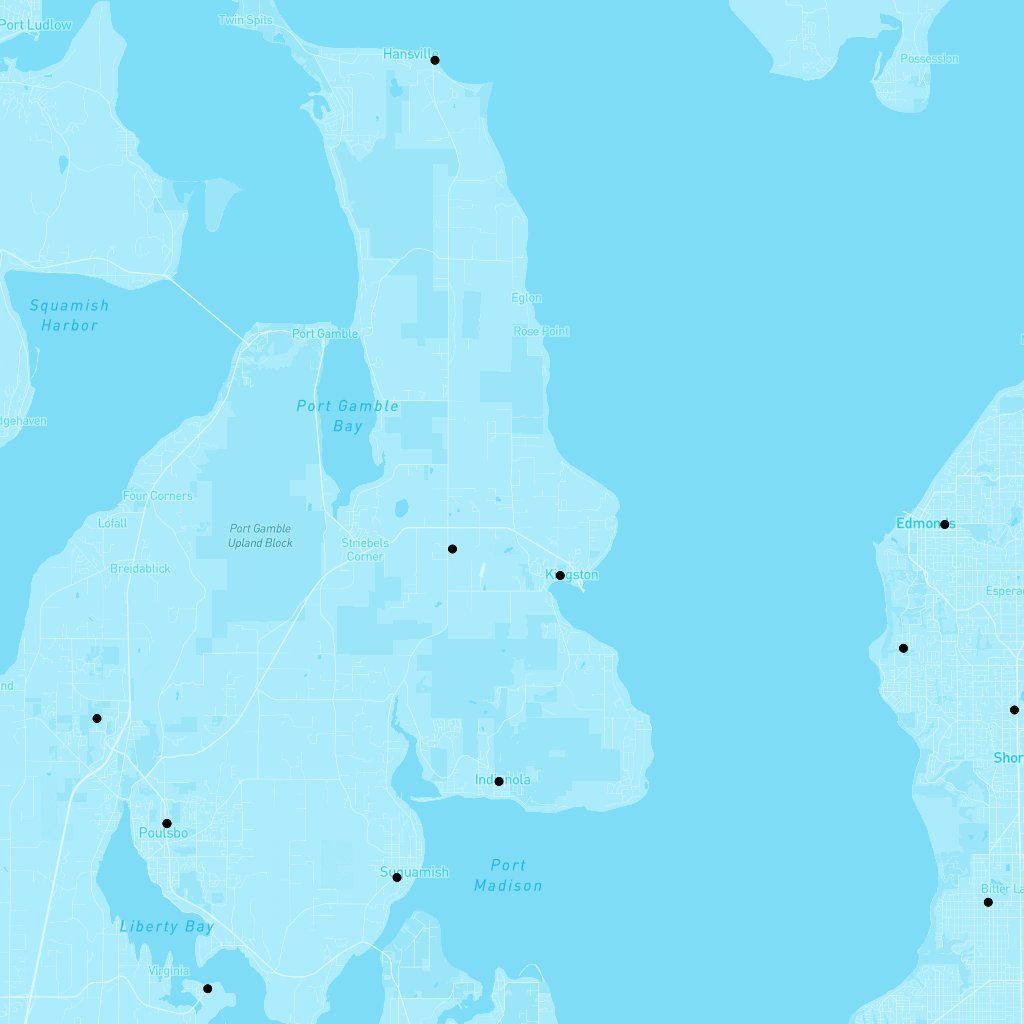 Port Ludlow
Twin Spits
Hansville
Possession
Squamish
Harbor
Eglon
Rose Point
Port Gamble
Port Gamble
Bay
Four Corners
Lofall
Port Gamble
Upland Block
Striebels
Corner
Breidablick
Kingston
Edmonds
Indianola
Poulsbo
Suquamish
Port
Madison
Liberty Bay
Virginia